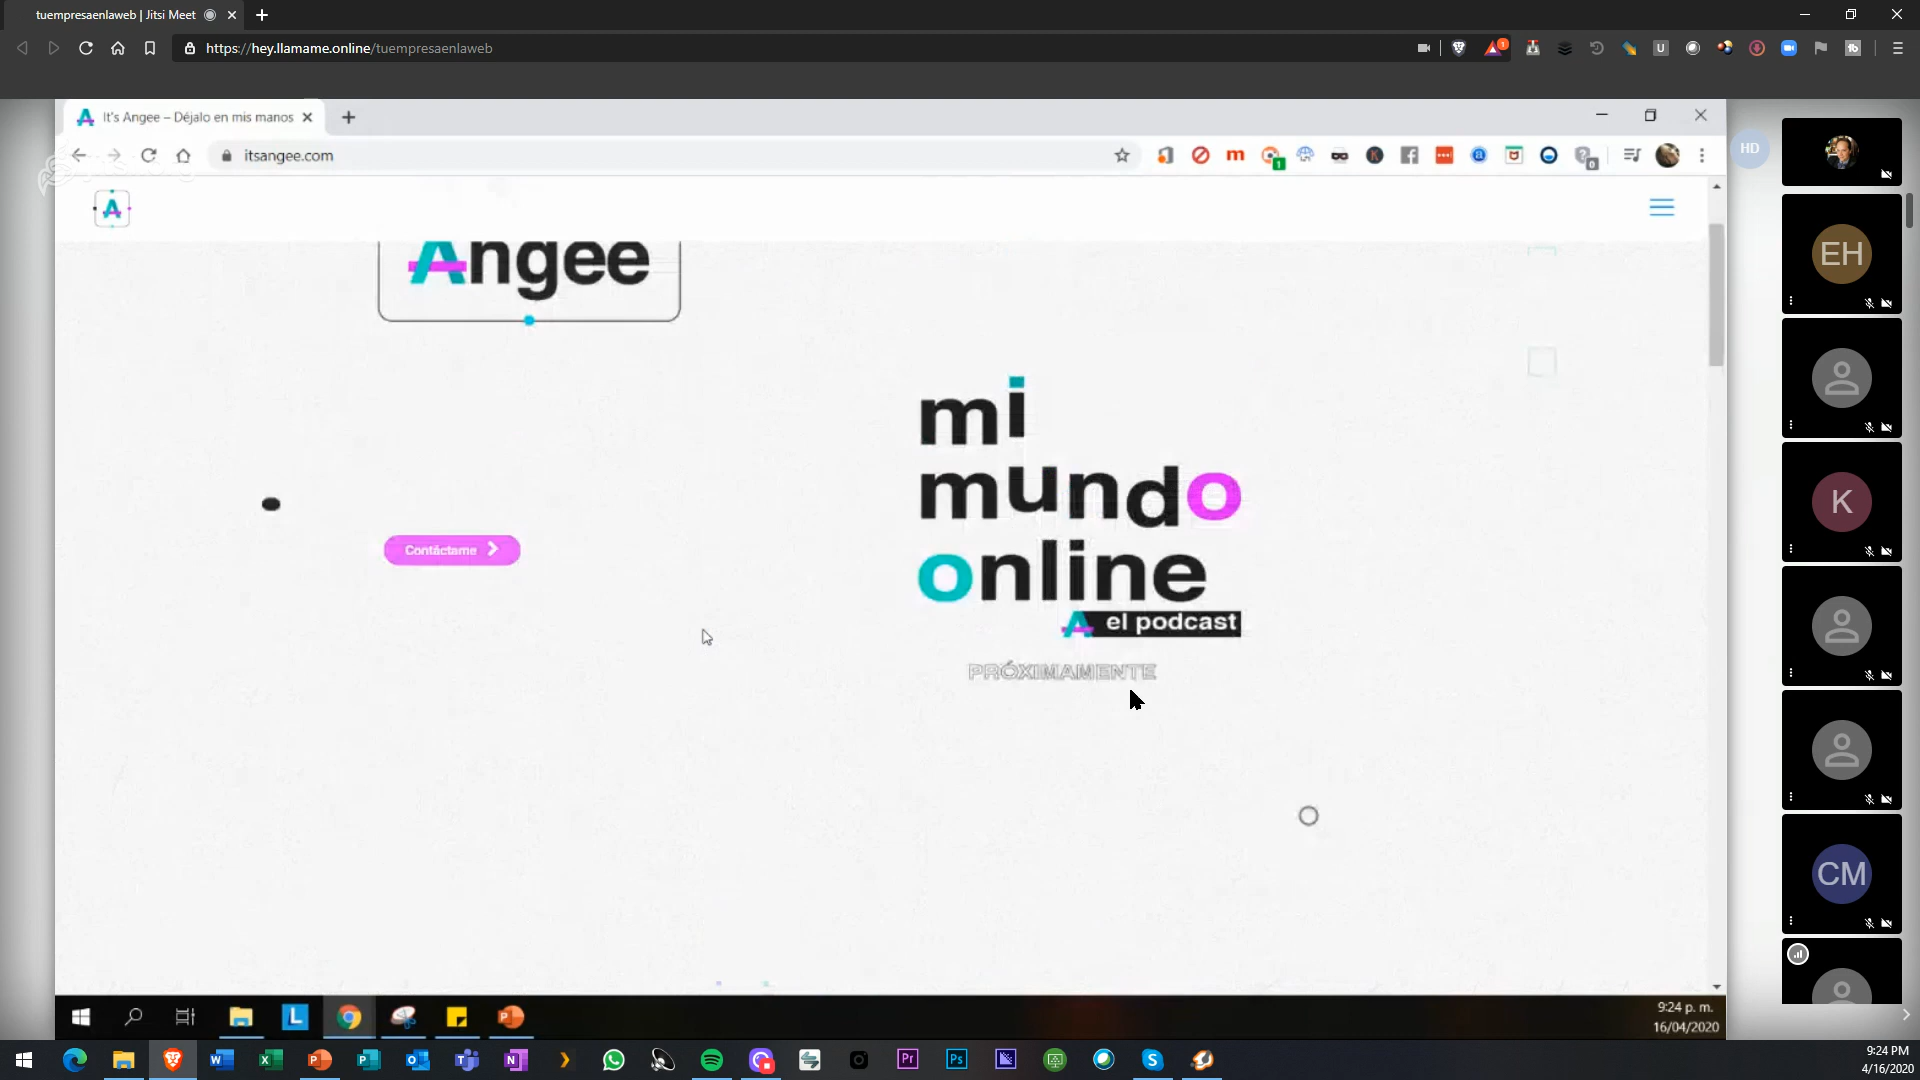 tuempresaenlaweb | Jitsi Meet
https://hey.llamame.online/tuempresaenlaweb
It's Angee – Déjalo en mis manos
itsangee.com
HD
A
Angee
EH
mi
mundo
online
A el podcast
PRÓXIMAMENTE
Contáctame
K
CM
9:24 p. m.
16/04/2020
9:24 PM
4/16/2020